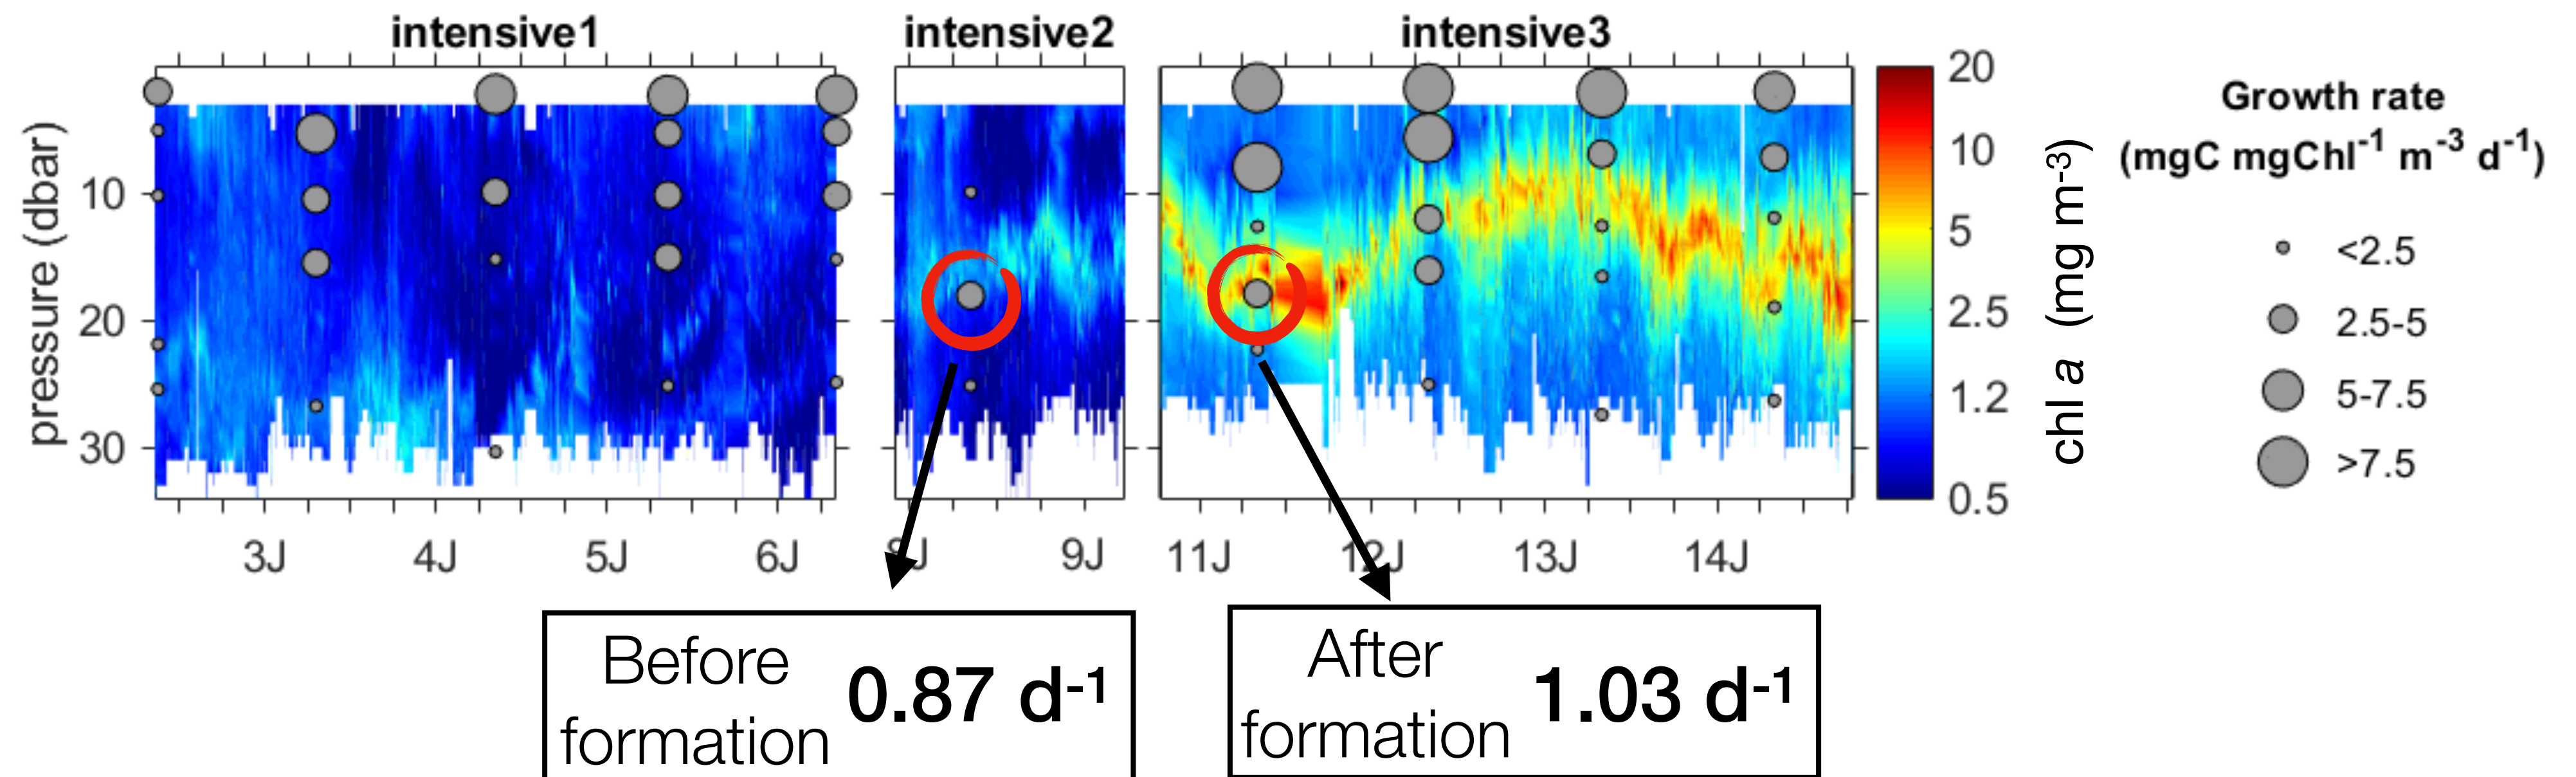 intensive1
intensive2
intensive3
pressure (dbar)
10
20
30
3J
4J
5J
6J
8J
9J
11J
12J
13J
14J
20
10
5
2.5
1.2
0.5
chl a (mg m-3)
Growth rate
(mgC mgChl-1 m-3 d-1)
<2.5
2.5-5
5-7.5
>7.5
Before
formation
0.87 d-1
After
formation
1.03 d-1